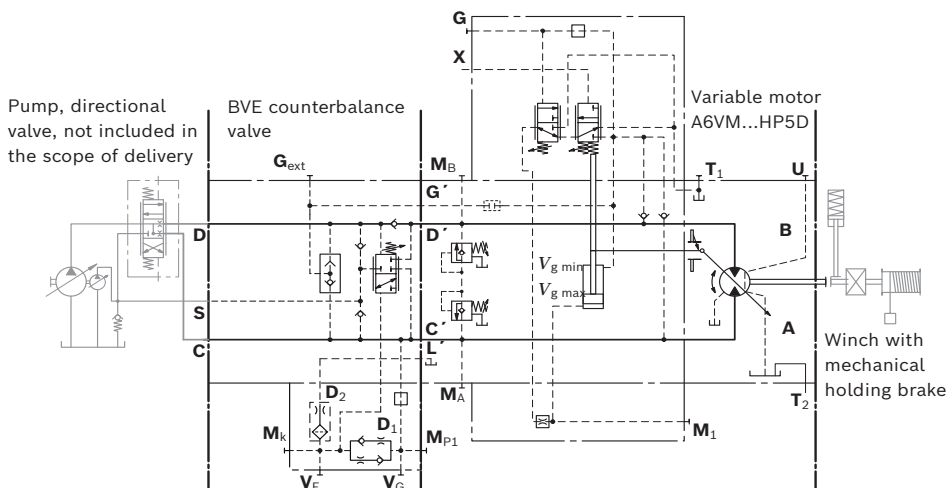 G
X
Pump, directional
valve, not included in
the scope of delivery
BVE counterbalance
valve
Variable motor
A6VM...HP5D
Gext
MB
G´
T1
U
D
D´
B
Vg min
Vg max
S
C
C´
L´
A
Winch with
mechanical
holding brake
D2
MA
T2
Mk
D1
MP1
M1
VF
VG